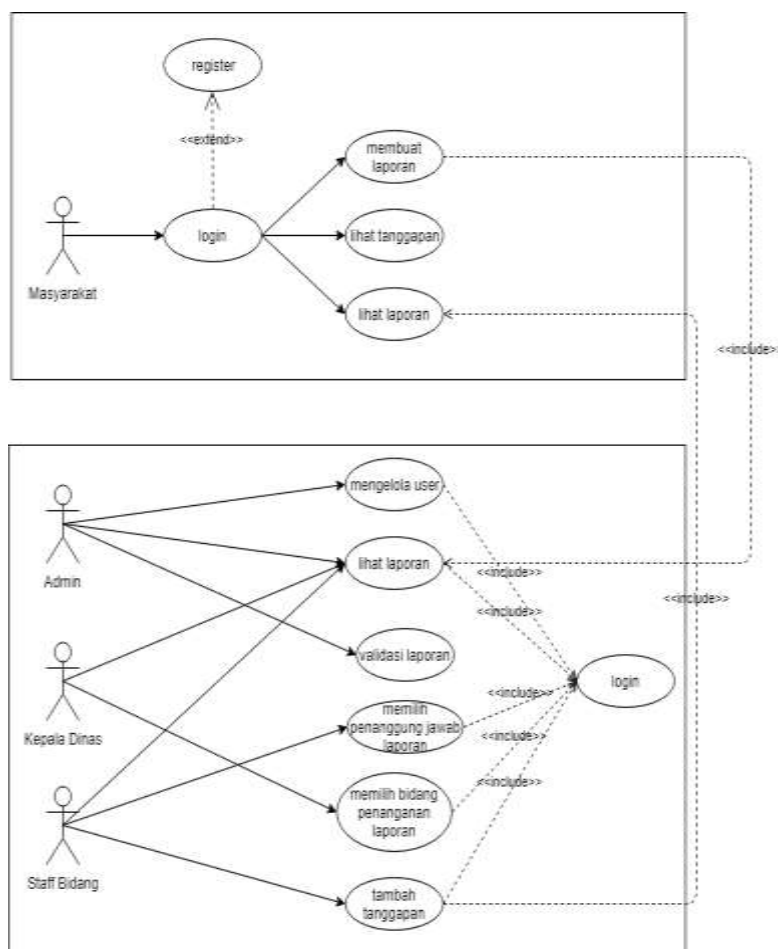 register
<<extend>>
membuat
laporan
login
lihat tanggapan
Masyarakat
lihat laporan
<<include>>
mengelola user
Admin
lihat laporan
<<include>>
<<include>>
<<include>>
validasi laporan
login
memilih
penanggung jawab
laporan
<<include>>
Kepala Dinas
<<include>>
memilih bidang
penanganan
laporan
<<include>>
Staff Bidang
tambah
tanggapan